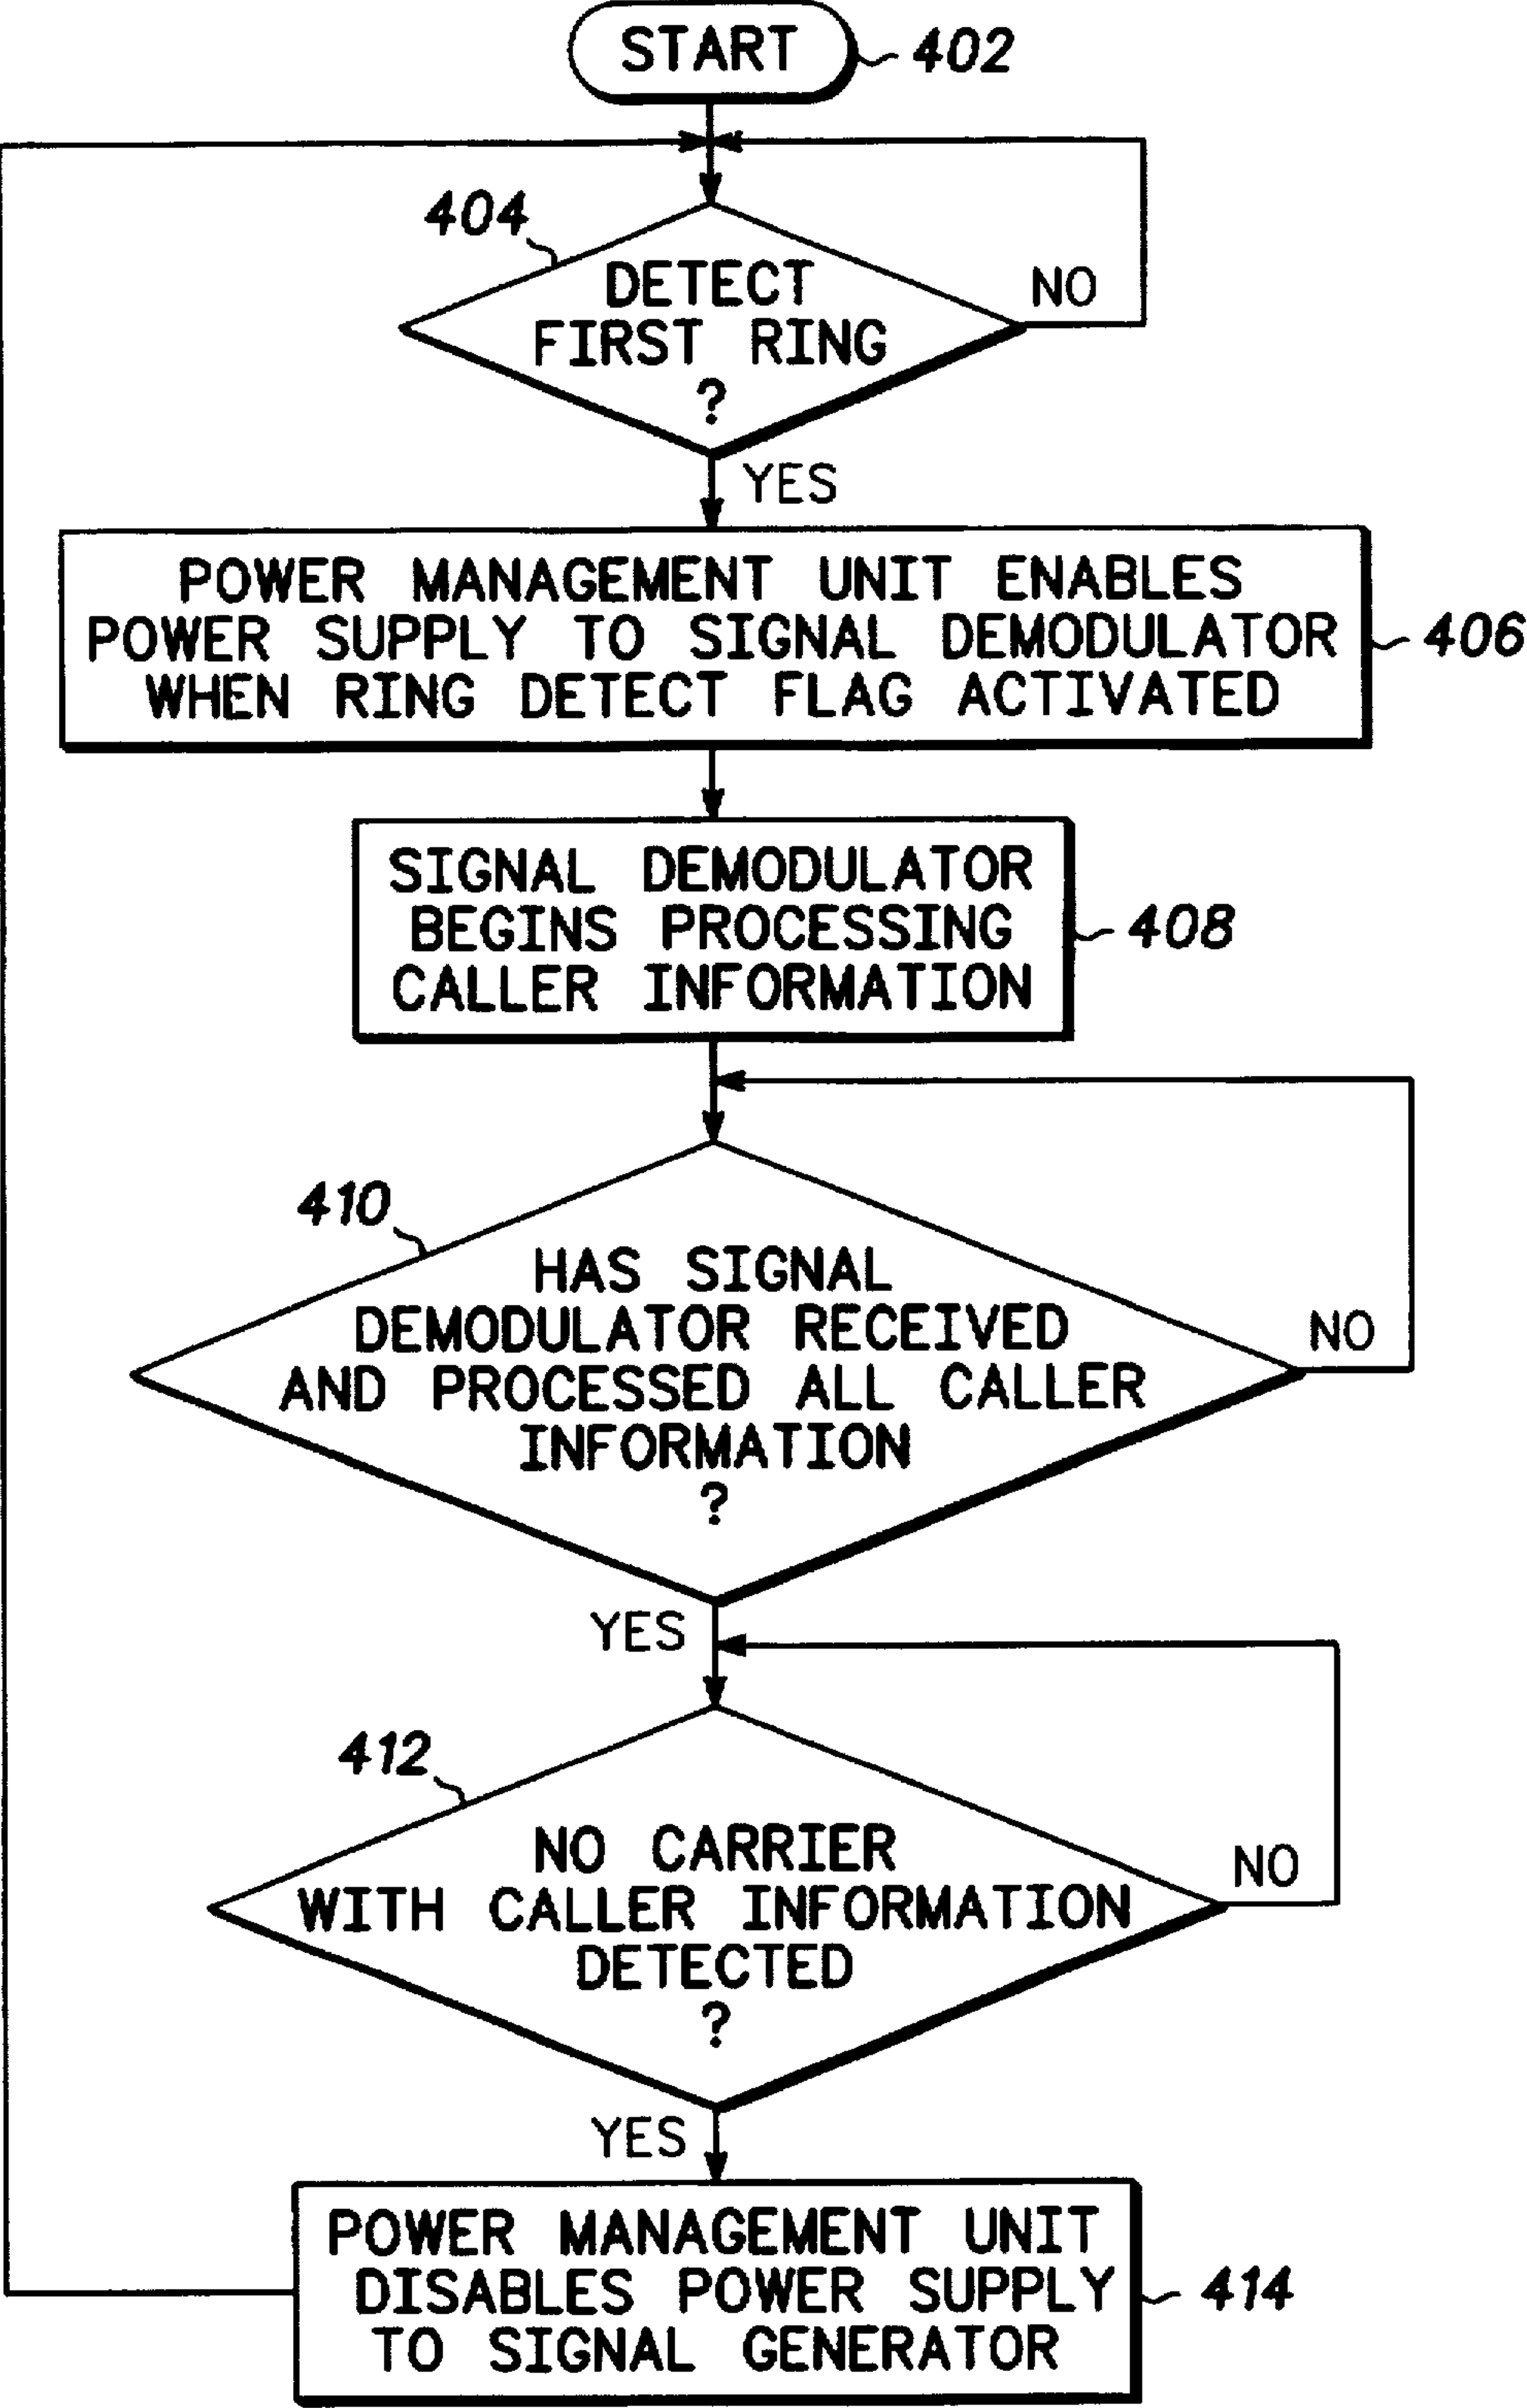 START
402
404
DETECT
FIRST RING
?
NO
YES
POWER MANAGEMENT UNIT ENABLES
POWER SUPPLY TO SIGNAL DEMODULATOR
WHEN RING DETECT FLAG ACTIVATED
406
SIGNAL DEMODULATOR
BEGINS PROCESSING
CALLER INFORMATION
408
410
HAS SIGNAL
DEMODULATOR RECEIVED
AND PROCESSED ALL CALLER
INFORMATION
?
NO
YES
412
NO CARRIER
WITH CALLER INFORMATION
DETECTED
?
NO
YES
POWER MANAGEMENT UNIT
DISABLES POWER SUPPLY
TO SIGNAL GENERATOR
414